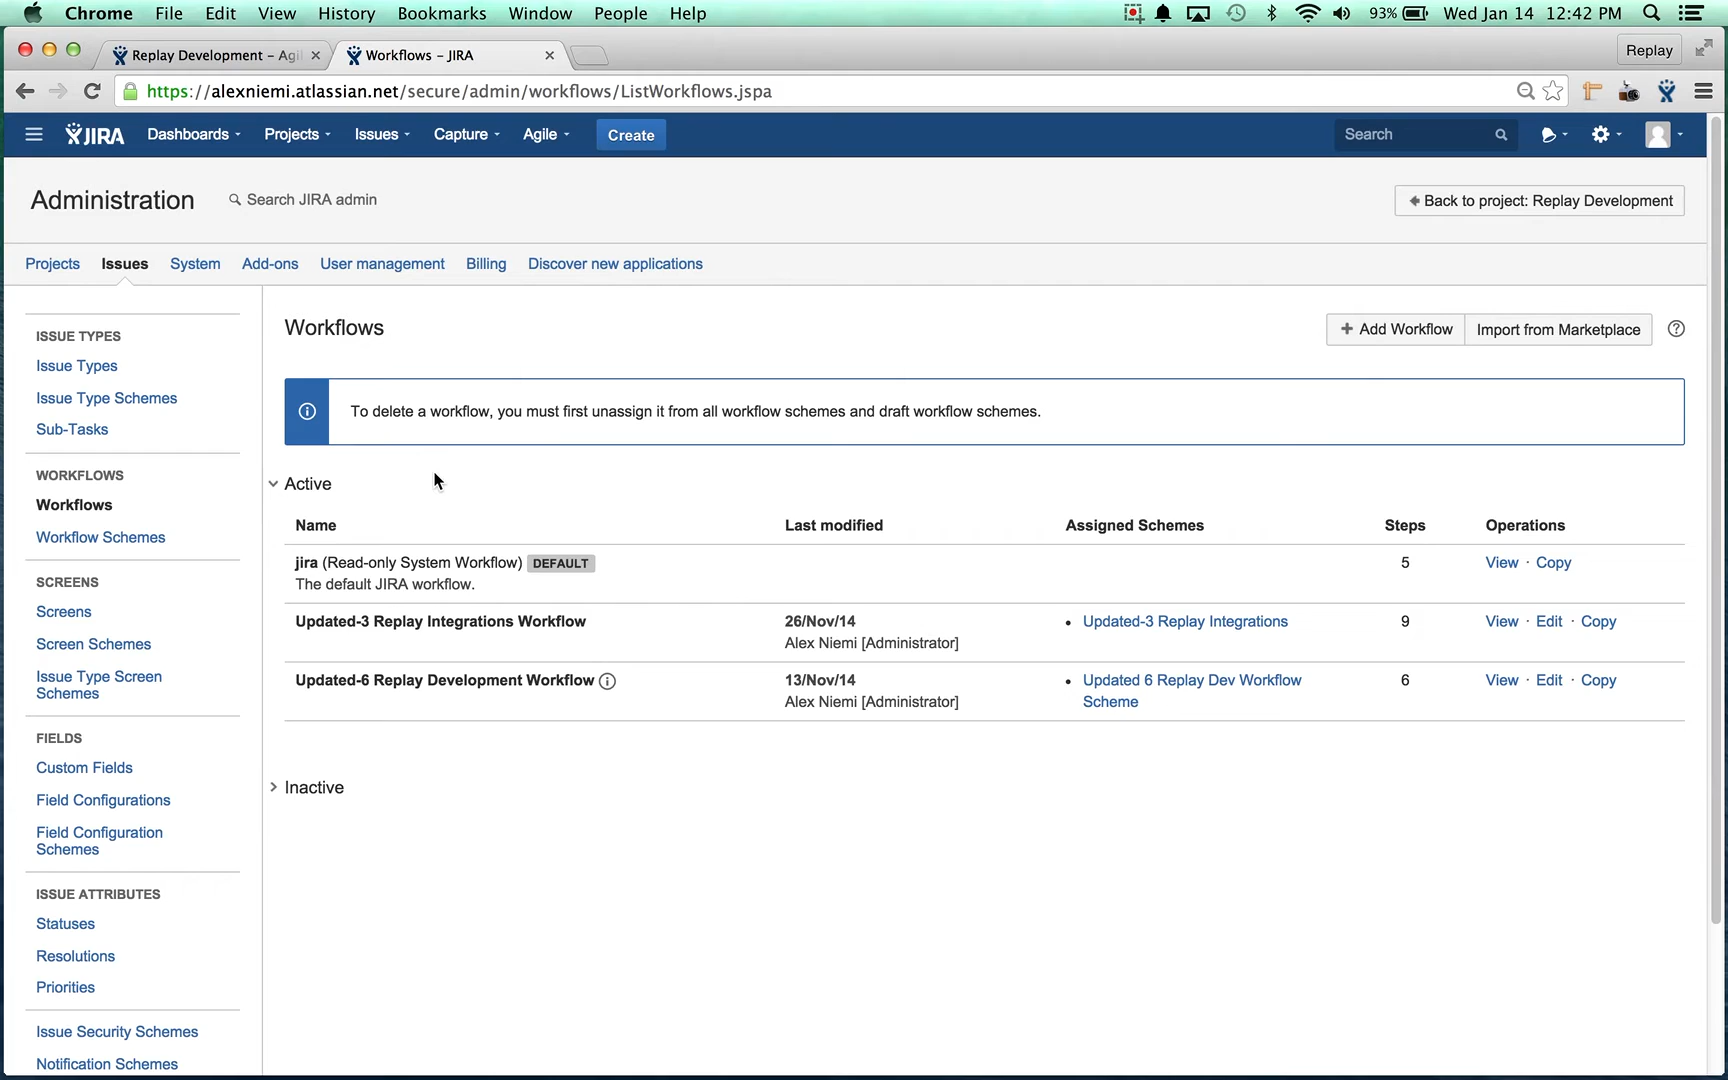 Chrome File Edit View History Bookmarks Window People Help 93% Wed Jan 14 12:42 PM
Replay Development – Agil Workflows – JIRA Replay
https://alexniemi.atlassian.net/secure/admin/workflows/ListWorkflows.jspa
JIRA Dashboards Projects Issues Capture Agile Create Search
Administration Search JIRA admin Back to project: Replay Development
Projects Issues System Add-ons User management Billing Discover new applications
ISSUE TYPES
Issue Types
Issue Type Schemes
Sub-Tasks
WORKFLOWS
Workflows
Workflow Schemes
SCREENS
Screens
Screen Schemes
Issue Type Screen
Schemes
FIELDS
Custom Fields
Field Configurations
Field Configuration
Schemes
ISSUE ATTRIBUTES
Statuses
Resolutions
Priorities
Issue Security Schemes
Notification Schemes
Workflows + Add Workflow Import from Marketplace
To delete a workflow, you must first unassign it from all workflow schemes and draft workflow schemes.
Active
Name Last modified Assigned Schemes Steps Operations
jira (Read-only System Workflow) DEFAULT 5 View · Copy
The default JIRA workflow.
Updated-3 Replay Integrations Workflow 26/Nov/14 • Updated-3 Replay Integrations 9 View · Edit · Copy
Alex Niemi [Administrator]
Updated-6 Replay Development Workflow 13/Nov/14 • Updated 6 Replay Dev Workflow 6 View · Edit · Copy
Alex Niemi [Administrator] Scheme
Inactive